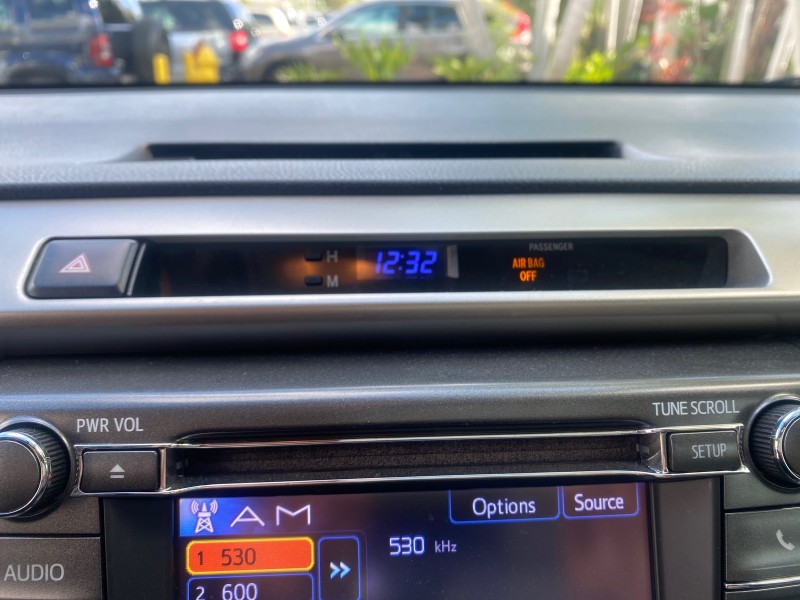 H 12:32 PASSENGER
M AIR BAG
OFF
PWR VOL
TUNE SCROLL
SETUP
AM Options Source
1 530 530 kHz
AUDIO
2 600